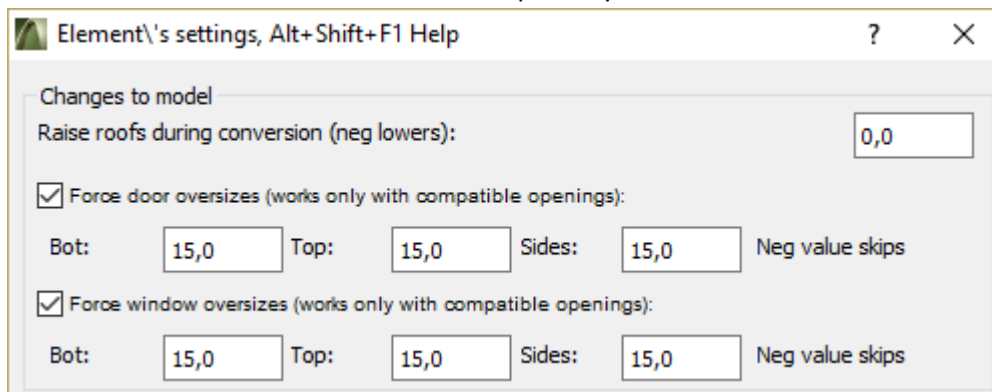 Element\'s settings, Alt+Shift+F1 Help ?
Changes to model
Raise roofs during conversion (neg lowers): 0,0
Force door oversizes (works only with compatible openings):
Bot: 15,0 Top: 15,0 Sides: 15,0 Neg value skips
Force window oversizes (works only with compatible openings):
Bot: 15,0 Top: 15,0 Sides: 15,0 Neg value skips